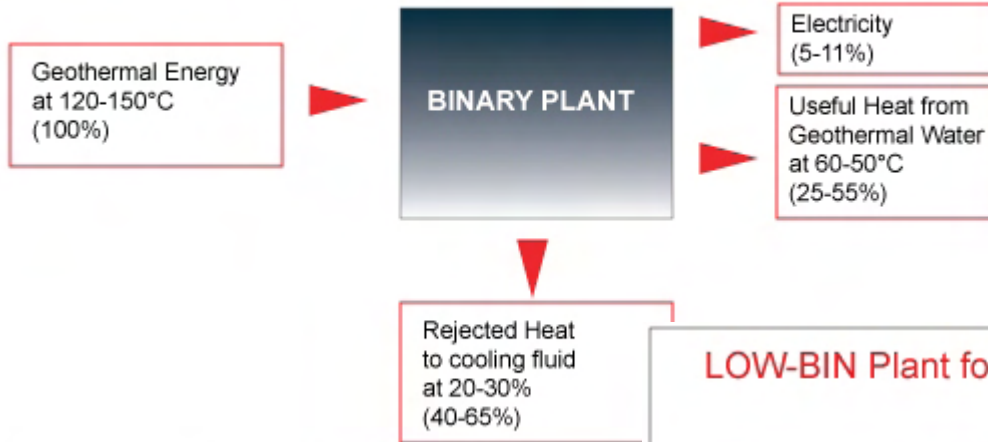 Geothermal Energy
at 120-150°C
(100%)
BINARY PLANT
Electricity
(5-11%)
Useful Heat from
Geothermal Water
at 60-50°C
(25-55%)
Rejected Heat
to cooling fluid
at 20-30%
(40-65%)
LOW-BIN Plant fo